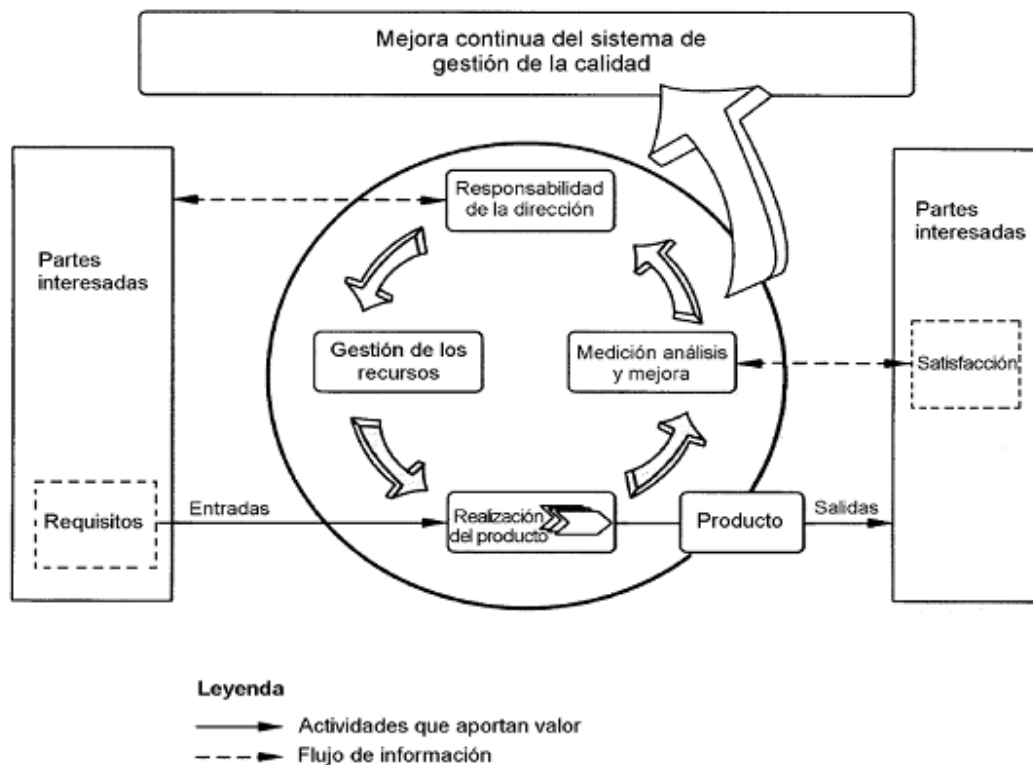 Mejora continua del sistema de
gestión de la calidad
Responsabilidad
de la dirección
Partes
interesadas
Partes
interesadas
Gestión de los
recursos
Medición análisis
y mejora
Satisfacción
Requisitos
Entradas
Realización
del producto
Producto
Salidas
Leyenda
Actividades que aportan valor
Flujo de información